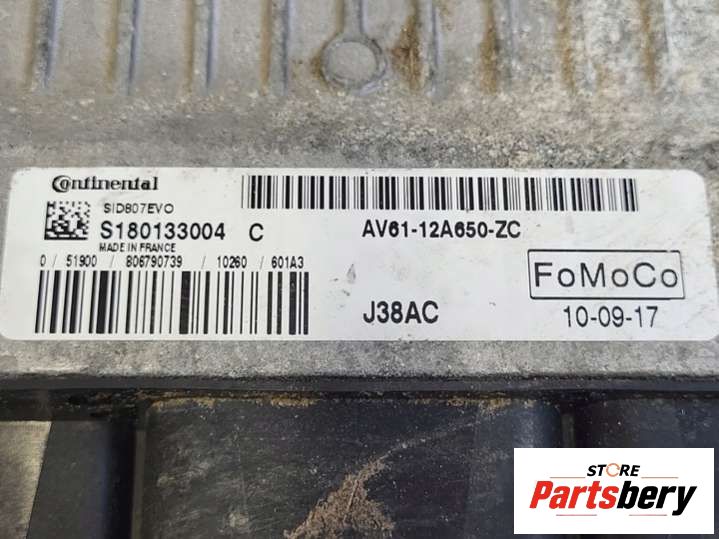 Continental
SID807EVO
S180133004 C
MADE IN FRANCE
0 / 51900 / 806790739 / 10260 / 601A3
AV61-12A650-ZC
J38AC
FoMoCo
10-09-17
STORE
Partsbery